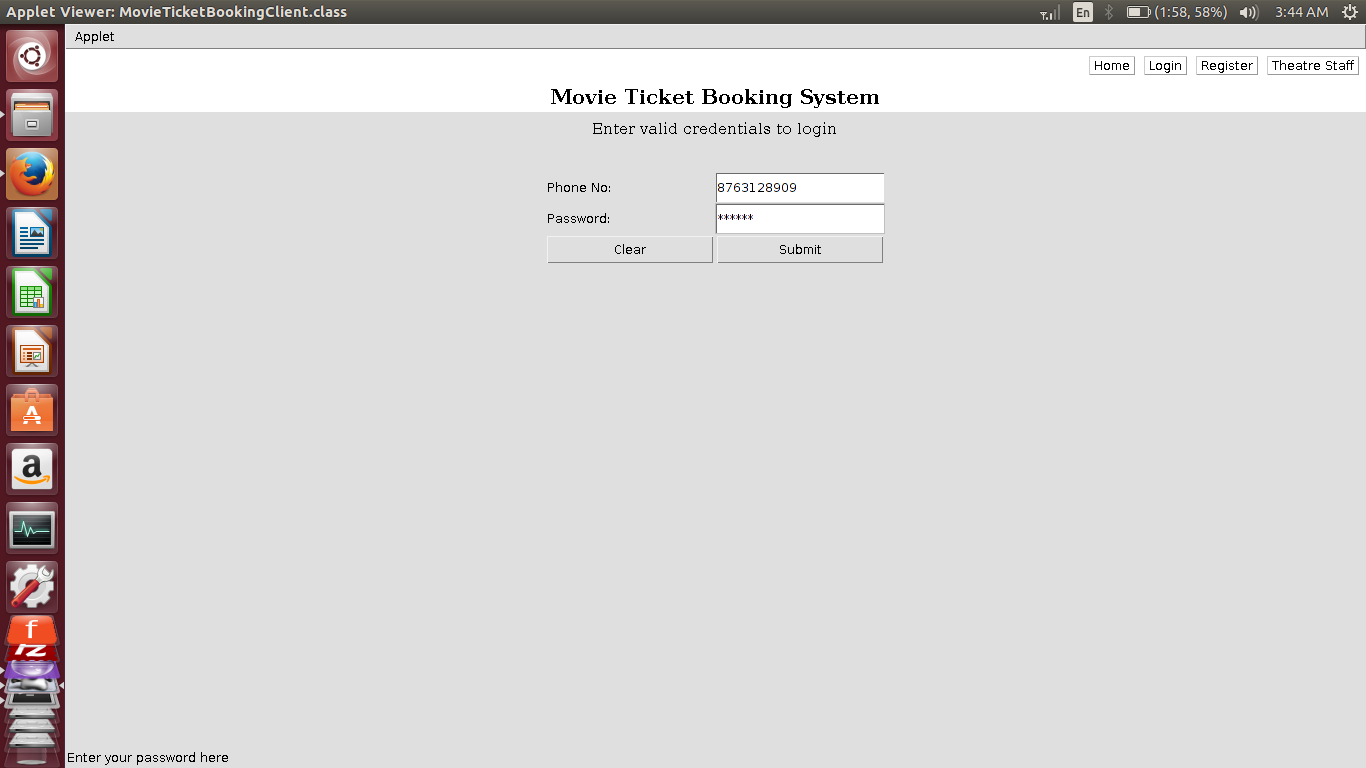 Applet Viewer: MovieTicketBookingClient.class
En (1:58, 58%) 3:44 AM
Applet
Home Login Register Theatre Staff
Movie Ticket Booking System
Enter valid credentials to login
Phone No: 8763128909
Password: ******
Clear Submit
A
a
f
Enter your password here